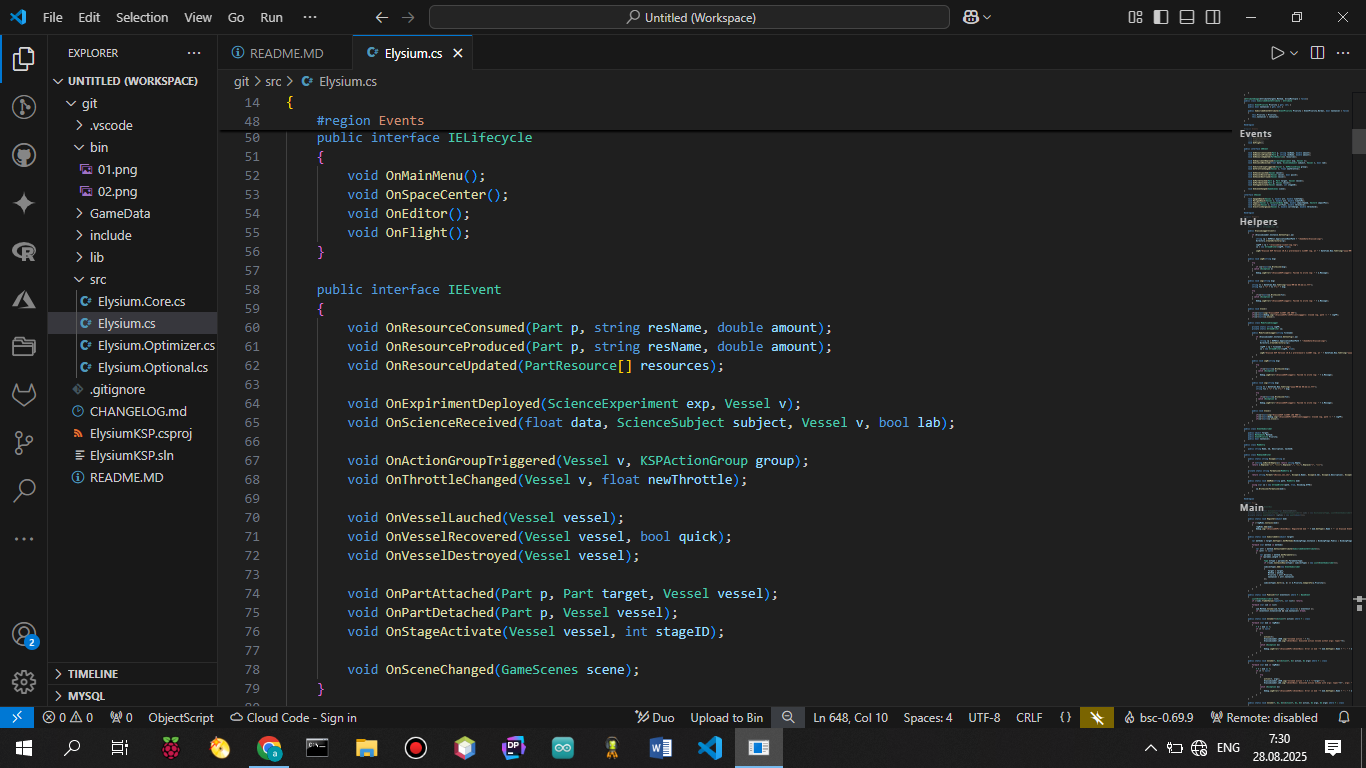 File Edit Selection View Go Run ··· Untitled (Workspace)
EXPLORER ···
UNTITLED (WORKSPACE)
git
.vscode
bin
01.png
02.png
GameData
include
lib
src
Elysium.Core.cs
Elysium.cs
Elysium.Optimizer.cs
Elysium.Optional.cs
.gitignore
CHANGELOG.md
ElysiumKSP.csproj
ElysiumKSP.sln
README.MD
TIMELINE
MYSQL
2
README.MD Elysium.cs
git > src > Elysium.cs
14 {
48 #region Events
50 public interface IELifecycle
51 {
52 void OnMainMenu();
53 void OnSpaceCenter();
54 void OnEditor();
55 void OnFlight();
56 }
57
58 public interface IEEvent
59 {
60 void OnResourceConsumed(Part p, string resName, double amount);
61 void OnResourceProduced(Part p, string resName, double amount);
62 void OnResourceUpdated(PartResource[] resources);
63
64 void OnExpirimentDeployed(ScienceExperiment exp, Vessel v);
65 void OnScienceReceived(float data, ScienceSubject subject, Vessel v, bool lab);
66
67 void OnActionGroupTriggered(Vessel v, KSPActionGroup group);
68 void OnThrottleChanged(Vessel v, float newThrottle);
69
70 void OnVesselLauched(Vessel vessel);
71 void OnVesselRecovered(Vessel vessel, bool quick);
72 void OnVesselDestroyed(Vessel vessel);
73
74 void OnPartAttached(Part p, Part target, Vessel vessel);
75 void OnPartDetached(Part p, Vessel vessel);
76 void OnStageActivate(Vessel vessel, int stageID);
77
78 void OnSceneChanged(GameScenes scene);
79 }
Events
Helpers
Main
0 0 0 ObjectScript Cloud Code - Sign in Duo Upload to Bin Ln 648, Col 10 Spaces: 4 UTF-8 CRLF {} bsc-0.69.9 Remote: disabled
DP
ENG
7:30
28.08.2025